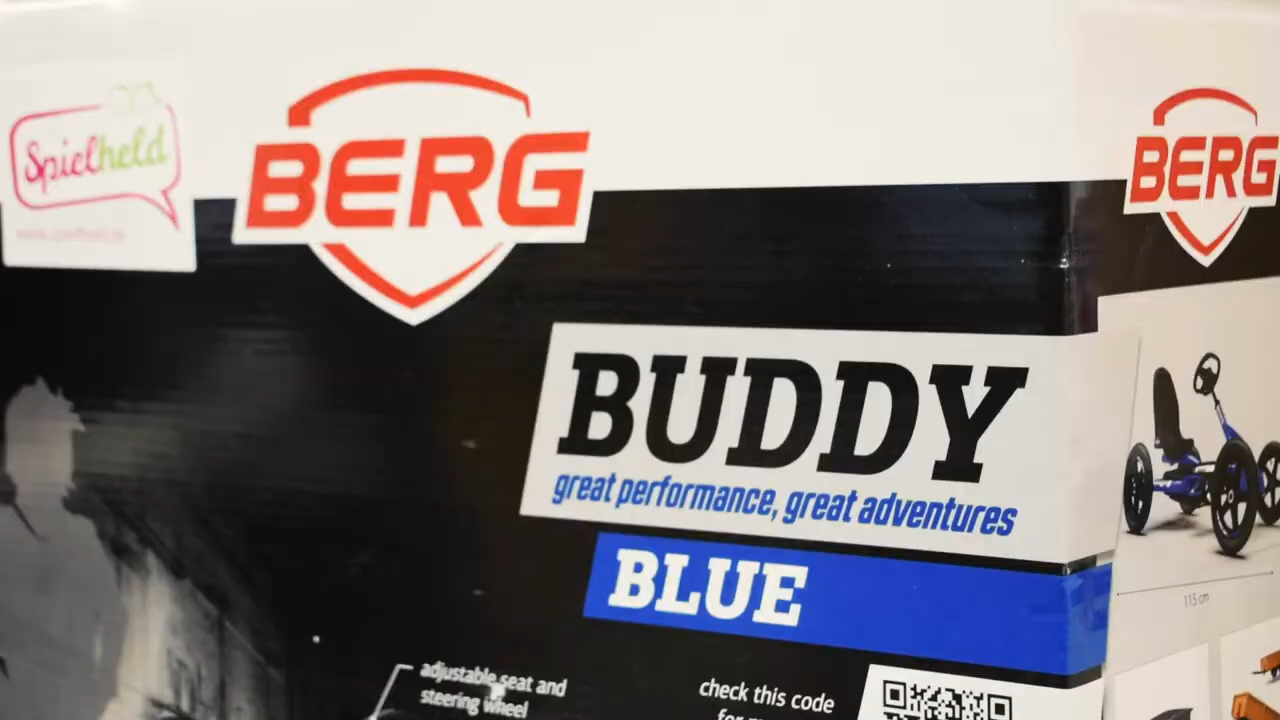 Spielheld
BERG
BERG
BUDDY
great performance, great adventures
BLUE
115 cm
adjustable seat and
steering wheel
check this code
for